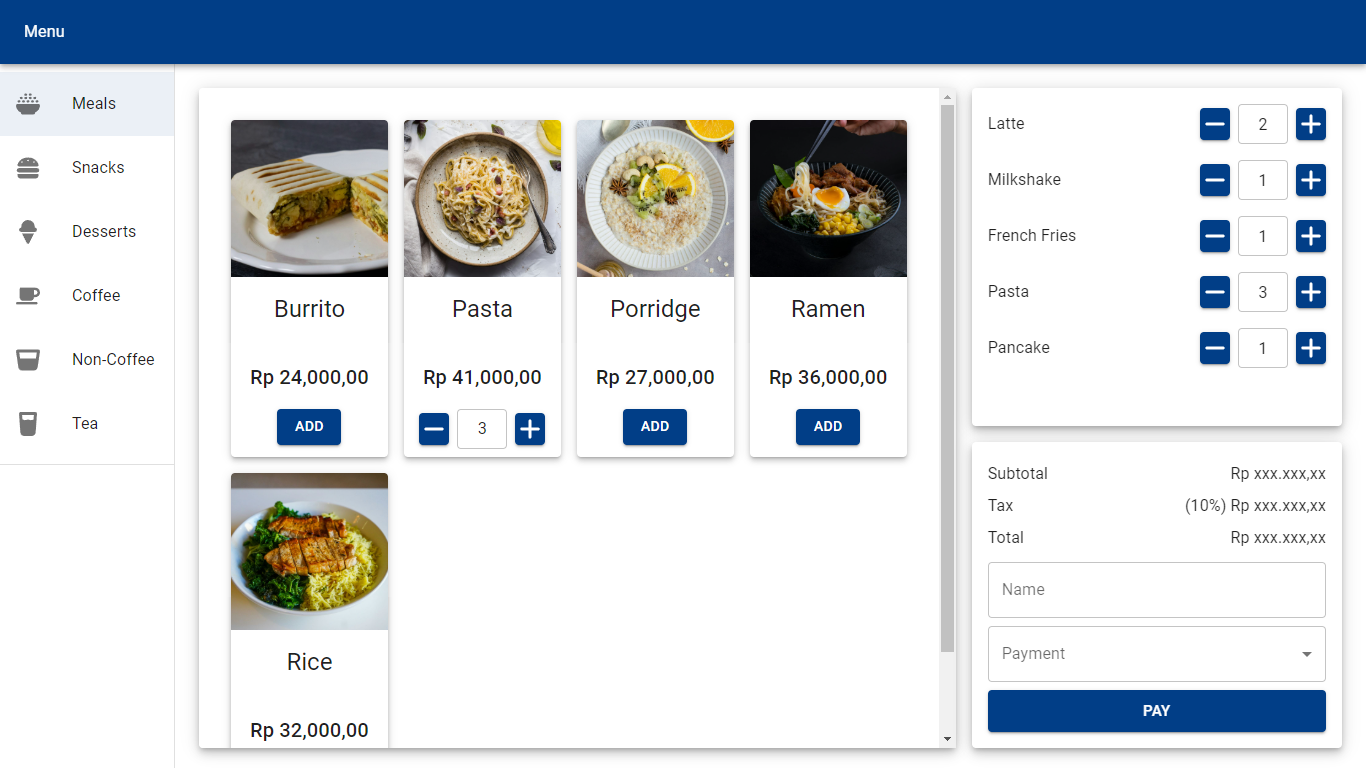 Menu
Meals
Snacks
Desserts
Coffee
Non-Coffee
Tea
Burrito
Rp 24,000,00
ADD
Pasta
Rp 41,000,00
3
Porridge
Rp 27,000,00
ADD
Ramen
Rp 36,000,00
ADD
Rice
Rp 32,000,00
Latte 2
Milkshake 1
French Fries 1
Pasta 3
Pancake 1
Subtotal Rp xxx.xxx,xx
Tax (10%) Rp xxx.xxx,xx
Total Rp xxx.xxx,xx
Name
Payment
PAY